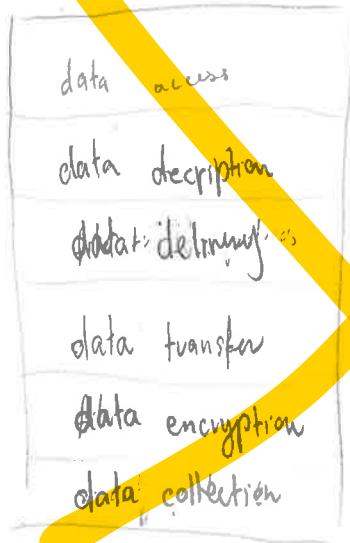 data access
data decription
data delivery
data transfer
data encryption
data collection